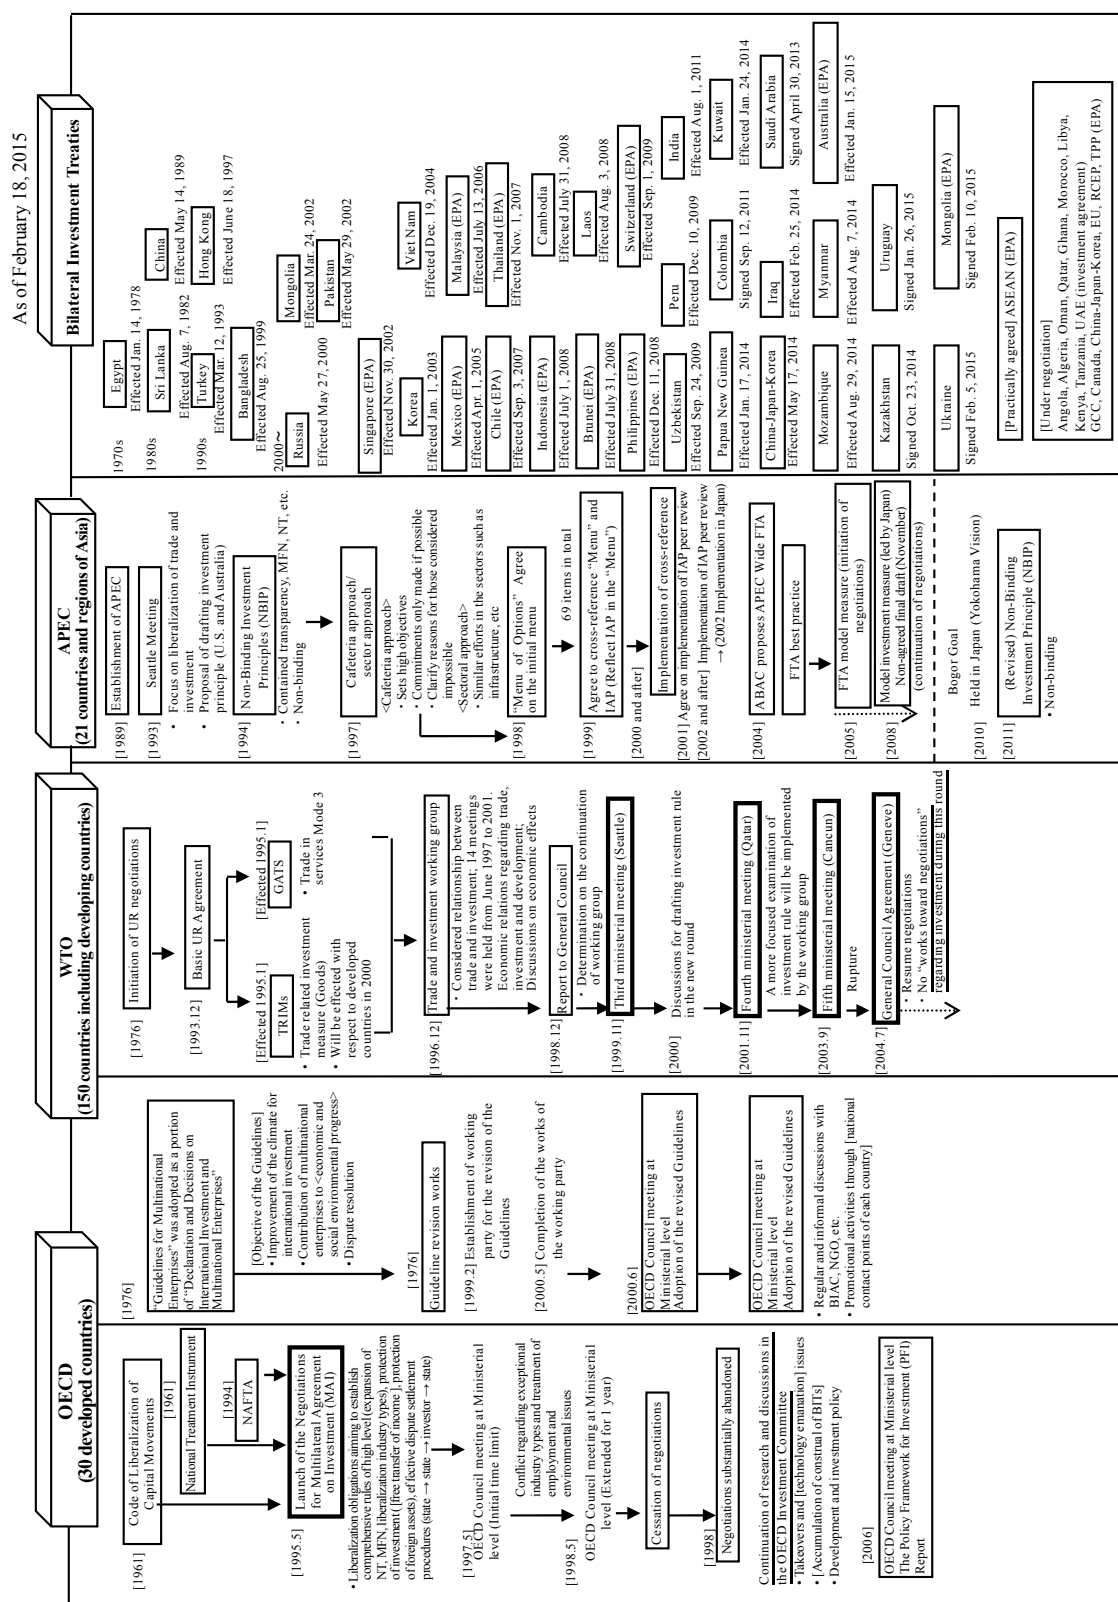 As of February 18, 2015
OECD
(30 developed countries)
[1961]
Code of Liberalization of
Capital Movements
[1961]
National Treatment Instrument
[1994]
NAFTA
[1995.5]
Launch of the Negotiations
for Multilateral Agreement
on Investment (MAI)
• Liberalization obligations aiming to establish
comprehensive rules of high level (expansion of
NT, MFN, liberalization industry types), protection
of investment ([free transfer of income], protection
of foreign assets), effective dispute settlement
procedures (state → state → investor → state)
[1997.5]
OECD Council meeting at Ministerial
level (Initial time limit)
Conflict regarding exceptional
industry types and treatment of
employment and
environmental issues
[1998.5]
OECD Council meeting at Ministerial
level (Extended for 1 year)
Cessation of negotiations
[1998]
Negotiations substantially abandoned
Continuation of research and discussions in
the OECD Investment Committee
• Takeovers and [technology emanation] issues
• [Accumulation of construal of BITs]
• Development and investment policy
[2006]
OECD Council meeting at Ministerial level
The Policy Framework for Investment (PFI)
Report
[1976]
"Guidelines for Multinational
Enterprises" was adopted as a portion
of "Declaration and Decisions on
International Investment and
Multinational Enterprises"
[Objective of the Guidelines]
• Improvement of the climate for
international investment
• Contribution of multinational
enterprises to <economic and
social environmental progress>
• Dispute resolution
[1976]
Guideline revision works
[1999.2] Establishment of working
party for the revision of the
Guidelines
[2000.5] Completion of the works of
the working party
[2000.6]
OECD Council meeting at
Ministerial level
Adoption of the revised Guidelines
OECD Council meeting at
Ministerial level
Adoption of the revised Guidelines
• Regular and informal discussions with
BIAC, NGO, etc.
• Promotional activities through [national
contact points of each country]
WTO
(150 countries including developing countries)
[1976]
Initiation of UR negotiations
[1993.12]
Basic UR Agreement
[Effected 1995.1]
TRIMs
• Trade related investment
measure (Goods)
• Will be effected with
respect to developed
countries in 2000
[Effected 1995.1]
GATS
• Trade in
services Mode 3
[1996.12]
Trade and investment working group
• Considered relationship between
trade and investment; 14 meetings
were held from June 1997 to 2001.
Economic relations regarding trade,
investment and development;
Discussions on economic effects
[1998.12]
Report to General Council
• Determination on the continuation
of working group
[1999.11]
Third ministerial meeting (Seattle)
[2000]
Discussions for drafting investment rule
in the new round
[2001.11]
Fourth ministerial meeting (Qatar)
A more focused examination of
investment rule will be implemented
by the working group
[2003.9]
Fifth ministerial meeting (Cancun)
Rupture
[2004.7]
General Council Agreement (Geneve)
• Resume negotiations
• No "works toward negotiations"
regarding investment during this round
APEC
(21 countries and regions of Asia)
[1989]
Establishment of APEC
[1993]
Seattle Meeting
• Focus on liberalization of trade and
investment
• Proposal of drafting investment
principle (U.S. and Australia)
[1994]
Non-Binding Investment
Principles (NBIP)
• Contained transparency, MFN, NT, etc.
• Non-binding
[1997]
Cafeteria approach/
sector approach
<Cafeteria approach>
• Sets high objectives
• Commitments only made if possible
• Clarify reasons for those considered
impossible
<Sectoral approach>
• Similar efforts in the sectors such as
infrastructure, etc
[1998]
"Menu of Options" Agree
on the initial menu
69 items in total
[1999]
Agree to cross-reference "Menu" and
IAP (Reflect IAP in the "Menu")
[2000 and after]
Implementation of cross-reference
[2001] Agree on implementation of IAP peer review
[2002 and after] Implementation of IAP peer review
→ (2002 Implementation in Japan)
[2004]
ABAC proposes APEC Wide FTA
FTA best practice
[2005]
FTA model measure (initiation of
negotiations)
[2008]
Model investment measure (led by Japan)
Non-agreed final draft (November)
(continuation of negotiations)
Bogor Goal
[2010]
Held in Japan (Yokohama Vision)
[2011]
(Revised) Non-Binding
Investment Principle (NBIP)
• Non-binding
Bilateral Investment Treaties
1970s
Egypt
Effected Jan. 14, 1978
1980s
Sri Lanka
Effected Aug. 7, 1982
China
Effected May 14, 1989
1990s
Turkey
Effected Mar. 12, 1993
Hong Kong
Effected June 18, 1997
Bangladesh
Effected Aug. 25, 1999
2000~
Russia
Effected May 27, 2000
Mongolia
Effected Mar. 24, 2002
Pakistan
Effected May 29, 2002
Singapore (EPA)
Effected Nov. 30, 2002
Korea
Effected Jan. 1, 2003
Viet Nam
Effected Dec. 19, 2004
Mexico (EPA)
Effected Apr. 1, 2005
Malaysia (EPA)
Effected July 13, 2006
Chile (EPA)
Effected Sep. 3, 2007
Thailand (EPA)
Effected Nov. 1, 2007
Indonesia (EPA)
Effected July 1, 2008
Cambodia
Effected July 31, 2008
Brunei (EPA)
Effected July 31, 2008
Laos
Effected Aug. 3, 2008
Philippines (EPA)
Effected Dec. 11, 2008
Switzerland (EPA)
Effected Sep. 1, 2009
Uzbekistan
Effected Sep. 24, 2009
Peru
Effected Dec. 10, 2009
India
Effected Aug. 1, 2011
Papua New Guinea
Effected Jan. 17, 2014
Colombia
Signed Sep. 12, 2011
Kuwait
Effected Jan. 24, 2014
China-Japan-Korea
Effected May 17, 2014
Iraq
Effected Feb. 25, 2014
Saudi Arabia
Signed April 30, 2013
Mozambique
Effected Aug. 29, 2014
Myanmar
Effected Aug. 7, 2014
Australia (EPA)
Effected Jan. 15, 2015
Kazakhstan
Signed Oct. 23, 2014
Uruguay
Signed Jan. 26, 2015
Ukraine
Signed Feb. 5, 2015
Mongolia (EPA)
Signed Feb. 10, 2015
[Practically agreed] ASEAN (EPA)
[Under negotiation]
Angola, Algeria, Oman, Qatar, Ghana, Morocco, Libya,
Kenya, Tanzania, UAE (investment agreement)
GCC, Canada, China-Japan-Korea, EU, RCEP, TPP (EPA)